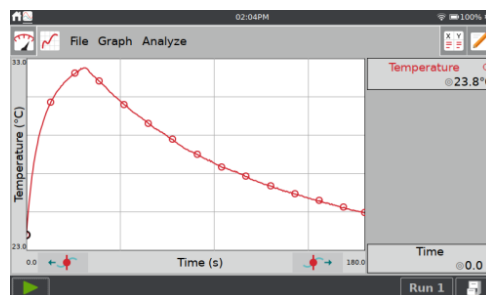 02:04PM
100%
File Graph Analyze
X Y
33.0
Temperature
23.8°
Temperature (°C)
23.0
0.0
Time (s)
180.0
Time
0.0
Run 1